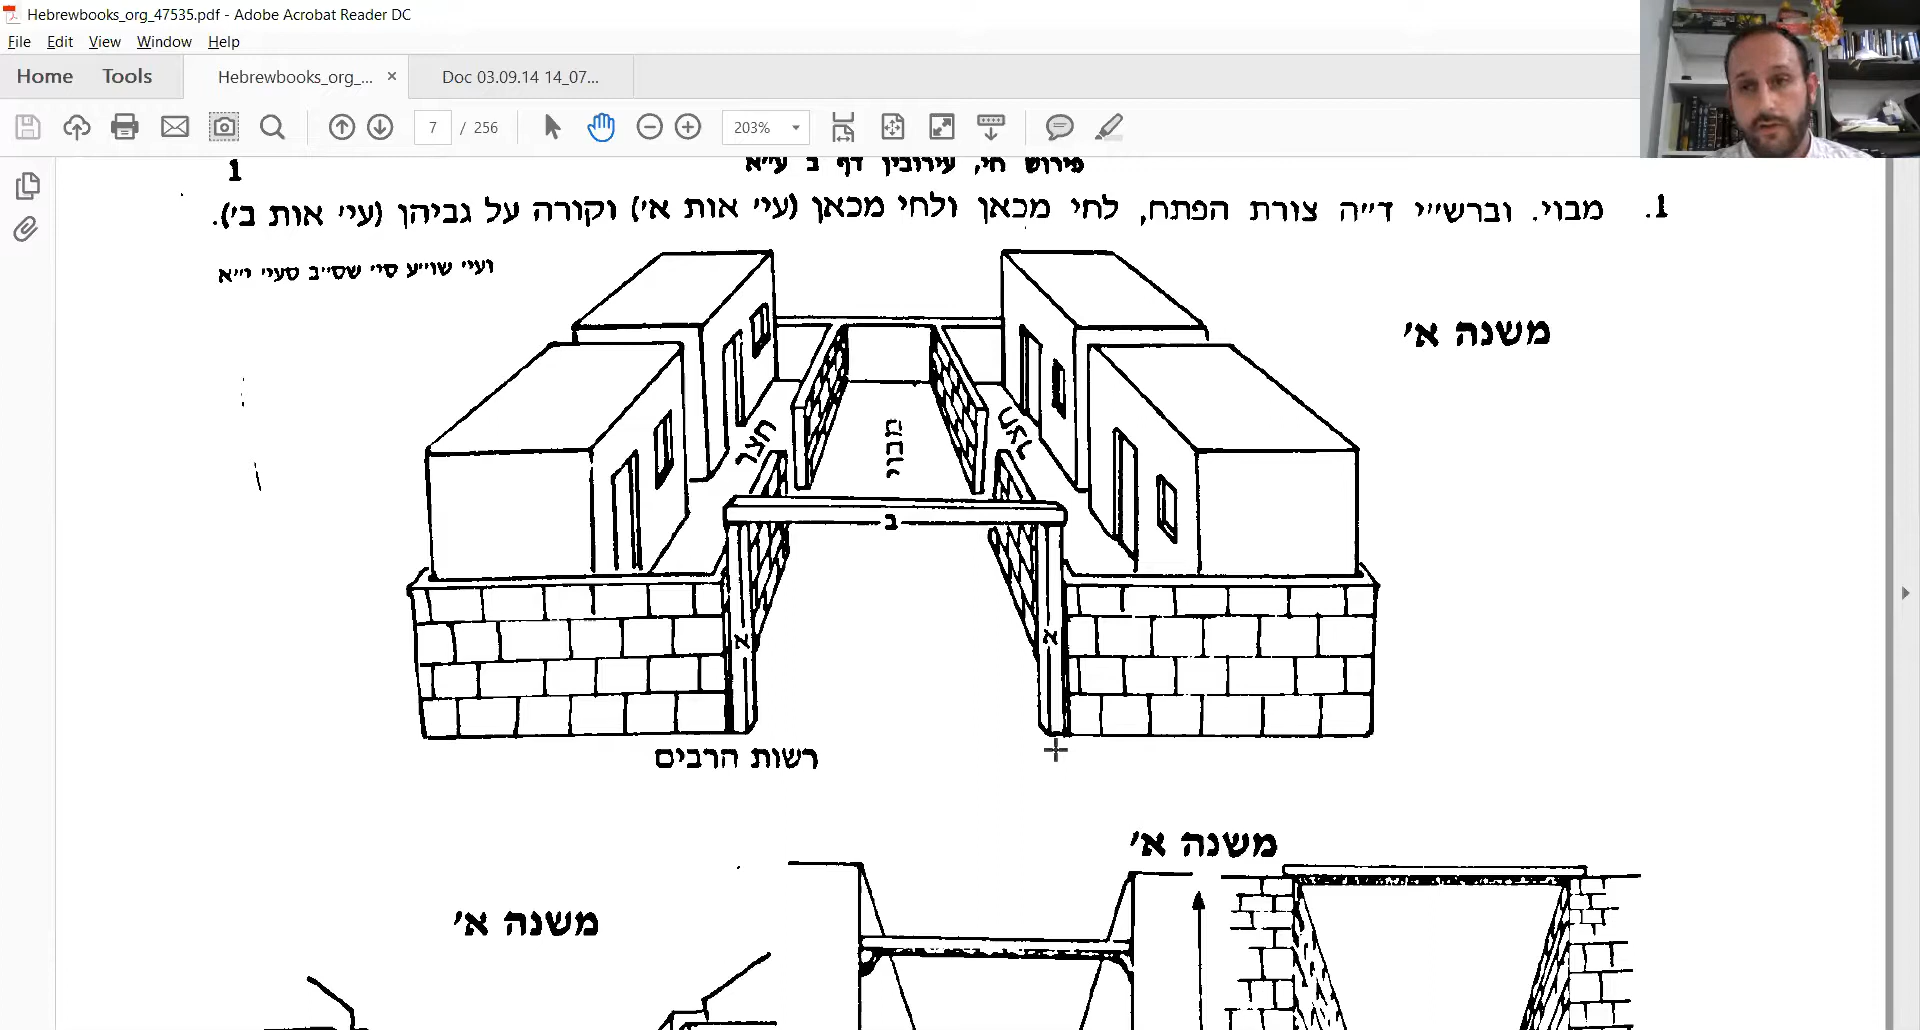 Hebrewbooks_org_47535.pdf - Adobe Acrobat Reader DC
File Edit View Window Help
Home Tools Hebrewbooks_org_... × Doc 03.09.14 14_07...
7 / 256 203%
1 פירוש חי, עירובין דף ב ע״א
1. מבוי. וברש״י ד״ה צורת הפתח, לחי מכאן ולחי מכאן (עי׳ אות א׳) וקורה על גביהן (עי׳ אות ב׳).
ועי׳ שו״ע סי׳ שס״ב סעי׳ י״א
משנה א׳
חצר
מבוי
חצר
ב
א
א
רשות הרבים
משנה א׳
משנה א׳